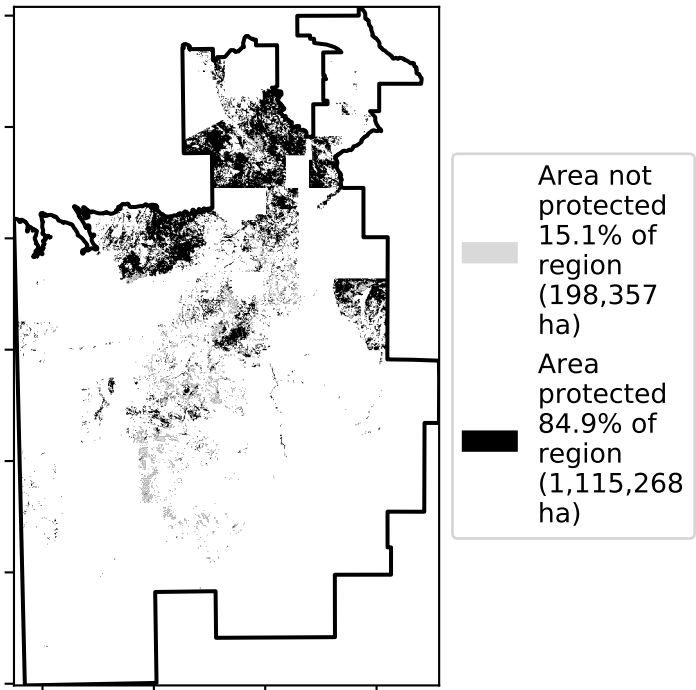 Area not
protected
15.1% of
region
(198,357
ha)
Area
protected
84.9% of
region
(1,115,268
ha)